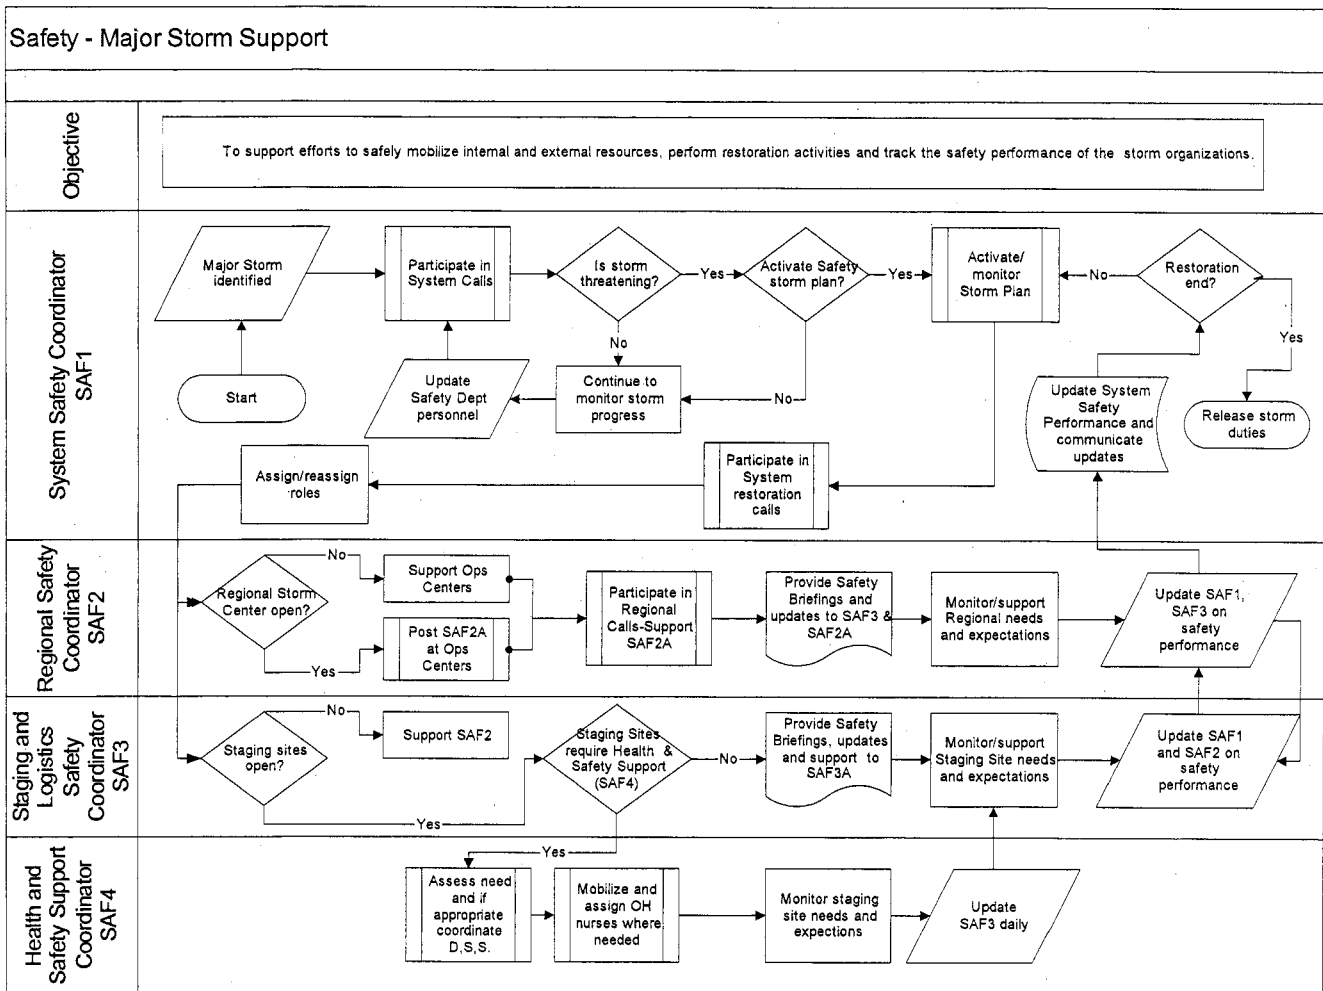 Safety - Major Storm Support
Objective
To support efforts to safely mobilize internal and external resources, perform restoration activities and track the safety performance of the storm organizations.
System Safety Coordinator
SAF1
Major Storm
identified
Participate in
System Calls
Is storm
threatening?
Yes
Activate Safety
storm plan?
Yes
Activate/
monitor
Storm Plan
No
Restoration
end?
Yes
No
No
Start
Update
Safety Dept
personnel
Continue to
monitor storm
progress
Update System
Safety
Performance and
communicate
updates
Release storm
duties
Assign/reassign
roles
Participate in
System
restoration
calls
Regional Safety
Coordinator
SAF2
Regional Storm
Center open?
No
Support Ops
Centers
Yes
Post SAF2A
at Ops
Centers
Participate in
Regional
Calls-Support
SAF2A
Provide Safety
Briefings and
updates to SAF3 &
SAF2A
Monitor/support
Regional needs
and expectations
Update SAF1,
SAF3 on
safety
performance
Staging and
Logistics
Safety
Coordinator
SAF3
Staging sites
open?
No
Support SAF2
Yes
Staging Sites
require Health &
Safety Support
(SAF4)
No
Provide Safety
Briefings, updates
and support to
SAF3A
Monitor/support
Staging Site needs
and expectations
Update SAF1
and SAF2 on
safety
performance
Health and
Safety Support
Coordinator
SAF4
Yes
Assess need
and if
appropriate
coordinate
D,S,S.
Mobilize and
assign OH
nurses where
needed
Monitor staging
site needs and
expections
Update
SAF3 daily